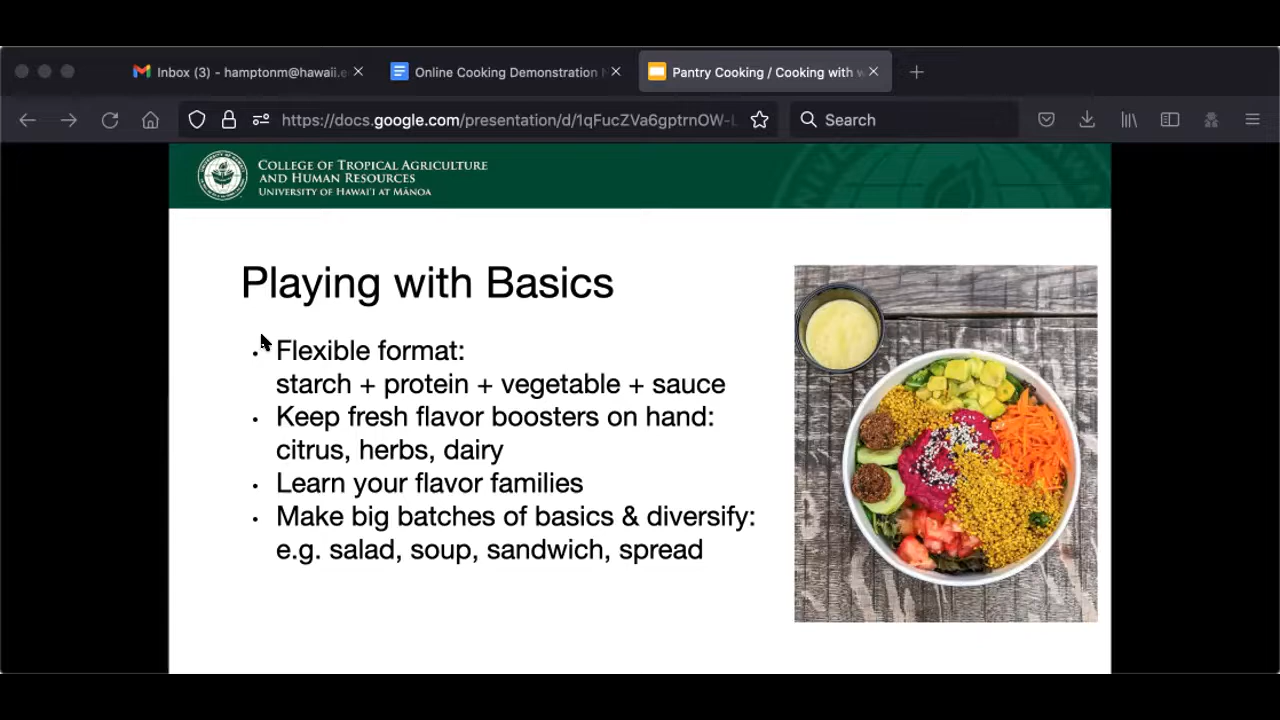 Inbox (3) - hamptonm@hawaii.e
Online Cooking Demonstration
Pantry Cooking / Cooking with w
https://docs.google.com/presentation/d/1qFucZVa6gptrnOW-L
Search
COLLEGE OF TROPICAL AGRICULTURE
AND HUMAN RESOURCES
UNIVERSITY OF HAWAIʻI AT MĀNOA
Playing with Basics
• Flexible format:
starch + protein + vegetable + sauce
• Keep fresh flavor boosters on hand:
citrus, herbs, dairy
• Learn your flavor families
• Make big batches of basics & diversify:
e.g. salad, soup, sandwich, spread